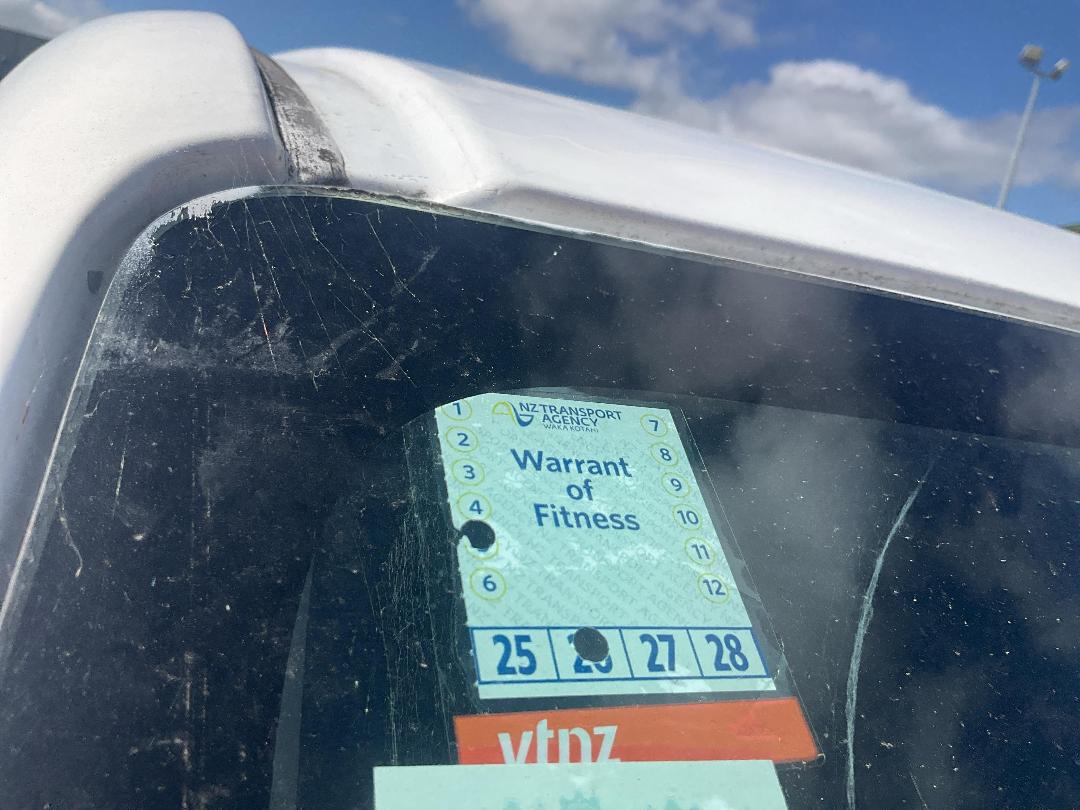 NZ TRANSPORT
AGENCY
WAKA KOTAHI
Warrant
of
Fitness
1
2
3
4
6
7
8
9
10
11
12
25 27 28
vtnz